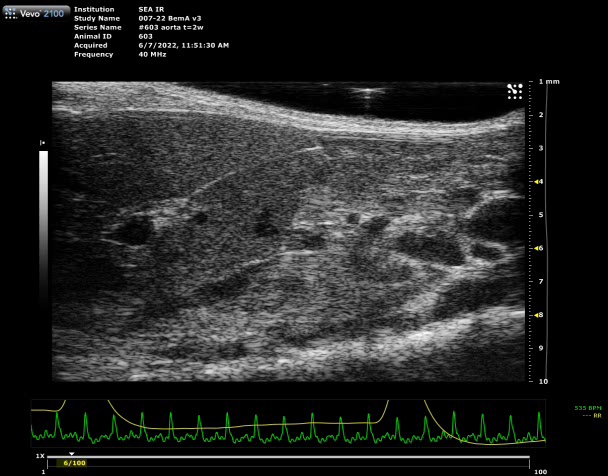 Vevo 2100
Institution SEA IR
Study Name 007-22 BemA v3
Series Name #603 aorta t=2w
Animal ID 603
Acquired 6/7/2022, 11:51:30 AM
Frequency 40 MHz
1 mm
2
3
4
5
6
7
8
9
10
535 BPM
--- RR
1X
6/100
1 100